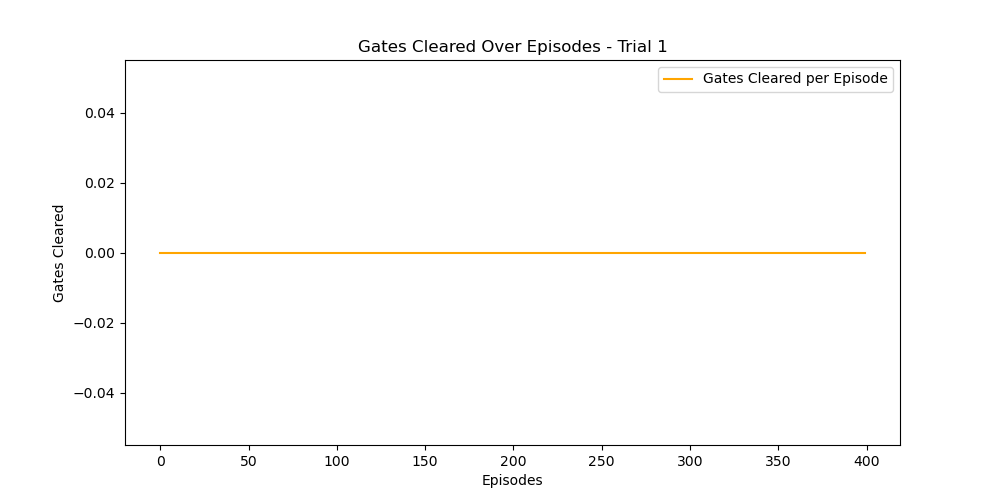 Gates Cleared Over Episodes - Trial 1
Gates Cleared per Episode
0.04
0.02
0.00
−0.02
−0.04
Gates Cleared
0 50 100 150 200 250 300 350 400
Episodes